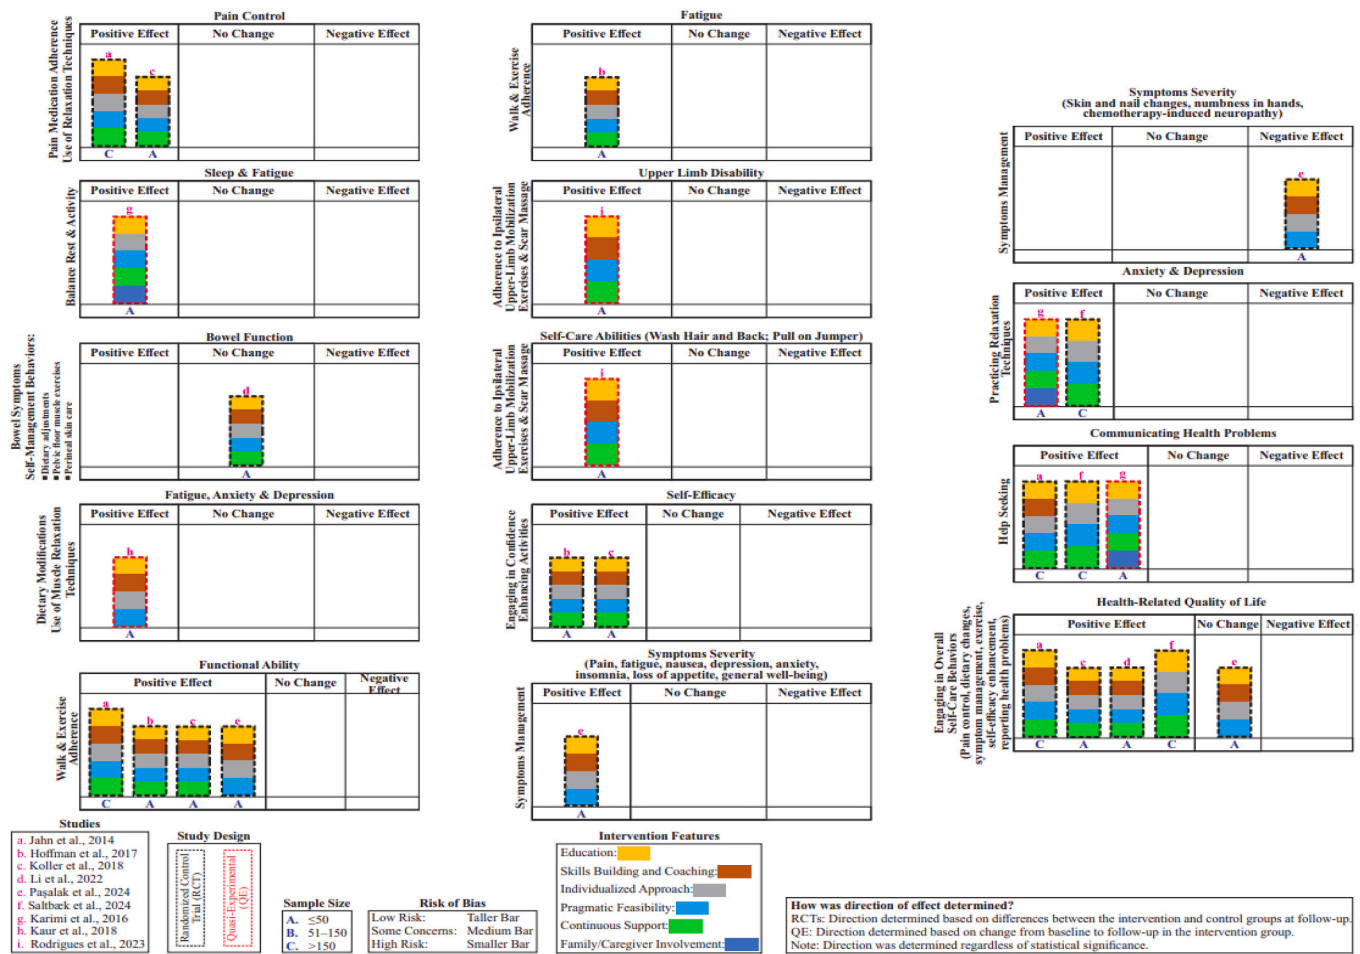 Pain Control
Positive Effect No Change Negative Effect
Pain Medication Adherence
Use of Relaxation Techniques
a c
C A
Sleep & Fatigue
Positive Effect No Change Negative Effect
Balance Rest & Activity
g
A
Bowel Function
Positive Effect No Change Negative Effect
Bowel Symptoms
Self-Management Behaviors:
■ Dietary adjustments
■ Pelvic floor muscle exercises
■ Perineal skin care
d
A
Fatigue, Anxiety & Depression
Positive Effect No Change Negative Effect
Dietary Modifications
Use of Muscle Relaxation
Techniques
h
A
Functional Ability
Positive Effect No Change Negative
Effect
Walk & Exercise
Adherence
a b c e
C A A A
Fatigue
Positive Effect No Change Negative Effect
Walk & Exercise
Adherence
b
A
Upper Limb Disability
Positive Effect No Change Negative Effect
Adherence to Ipsilateral
Upper-Limb Mobilization
Exercises & Scar Massage
i
A
Self-Care Abilities (Wash Hair and Back; Pull on Jumper)
Positive Effect No Change Negative Effect
Adherence to Ipsilateral
Upper-Limb Mobilization
Exercises & Scar Massage
i
A
Self-Efficacy
Positive Effect No Change Negative Effect
Engaging in Confidence
Enhancing Activities
b c
A A
Symptoms Severity
(Pain, fatigue, nausea, depression, anxiety,
insomnia, loss of appetite, general well-being)
Positive Effect No Change Negative Effect
Symptoms Management
e
A
Symptoms Severity
(Skin and nail changes, numbness in hands,
chemotherapy-induced neuropathy)
Positive Effect No Change Negative Effect
Symptoms Management
e
A
Anxiety & Depression
Positive Effect No Change Negative Effect
Practicing Relaxation
Techniques
g f
A C
Communicating Health Problems
Positive Effect No Change Negative Effect
Help Seeking
a f g
C C A
Health-Related Quality of Life
Positive Effect No Change Negative Effect
Engaging in Overall
Self-Care Behaviors
(Pain control, dietary changes,
symptom management, exercise,
self-efficacy enhancement,
reporting health problems)
a c d f e
C A A C A
Studies
a. Jahn et al., 2014
b. Hoffman et al., 2017
c. Koller et al., 2018
d. Li et al., 2022
e. Paşalak et al., 2024
f. Saltbæk et al., 2024
g. Karimi et al., 2016
h. Kaur et al., 2018
i. Rodrigues et al., 2023
Study Design
Randomized Control
Trial (RCT)
Quasi-Experimental
(QE)
Sample Size
A. ≤50
B. 51–150
C. >150
Risk of Bias
Low Risk: Taller Bar
Some Concerns: Medium Bar
High Risk: Smaller Bar
Intervention Features
Education:
Skills Building and Coaching:
Individualized Approach:
Pragmatic Feasibility:
Continuous Support:
Family/Caregiver Involvement:
How was direction of effect determined?
RCTs: Direction determined based on differences between the intervention and control groups at follow-up.
QE: Direction determined based on change from baseline to follow-up in the intervention group.
Note: Direction was determined regardless of statistical significance.